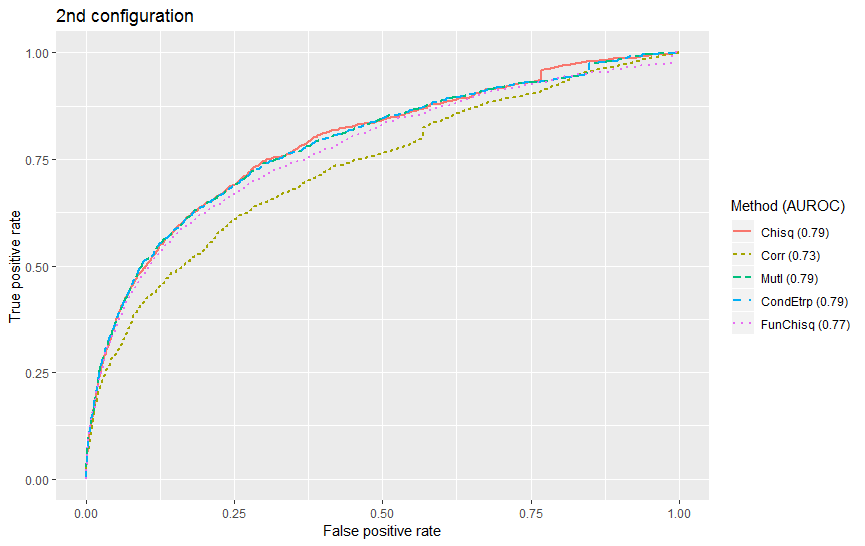 2nd configuration
True positive rate
1.00
0.75
0.50
0.25
0.00
0.00 0.25 0.50 0.75 1.00
False positive rate
Method (AUROC)
Chisq (0.79)
Corr (0.73)
MutI (0.79)
CondEtrp (0.79)
FunChisq (0.77)